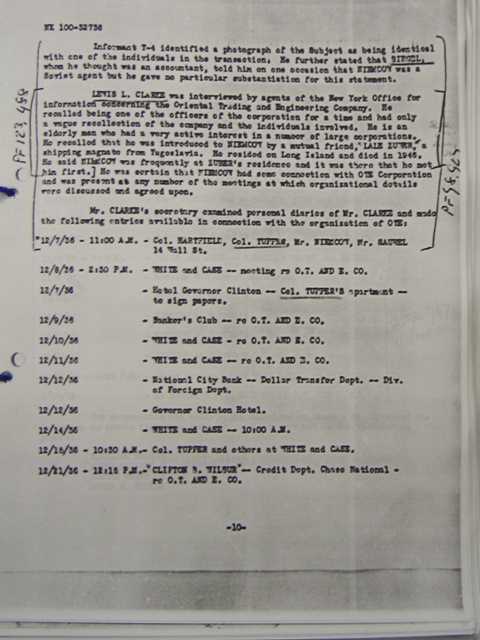 NK 100-32736
Informant T-4 identified a photograph of the Subject as being identical
with one of the individuals in the transaction. He further stated that
whom he thought was an accountant, told him on one occasion that NIEMCOV was a
Soviet agent but he gave no particular substantiation for this statement.
LEWIS L. CLARKE was interviewed by agents of the New York Office for
information concerning the Oriental Trading and Engineering Company. He
recalled being one of the officers of the corporation for a time and had only
a vague recollection of the company and the individuals involved. He is an
elderly man who had a very active interest in a number of large corporations.
He recalled that he was introduced to NIEMCOV by a mutual friend, "LALE ZUBER," a
shipping magnate from Yugoslavia. He resided on Long Island and died in 1946.
He said NIEMCOV was frequently at ZUBER'S residence and it was there that he met
him first.] He was certain that NIEMCOV had some connection with OTE Corporation
and was present at any number of the meetings at which organizational details
were discussed and agreed upon.
Mr. CLARKE's secretary examined personal diaries of Mr. CLARKE and made
the following entries available in connection with the organization of OTE:
"12/7/36 - 11:00 A.M. - Col. HARTFIELD, Col. TUPPER, Mr. NIEMCOV, Mr. SAUREL
14 Wall St.
12/8/36 - 2:30 P.M. - WHITE and CASE -- meeting re O.T. AND E. CO.
12/7/36 - Hotel Governor Clinton -- Col. TUPPER'S apartment --
to sign papers.
12/9/36 - Banker's Club -- re O.T. AND E. CO.
12/10/36 - WHITE and CASE - re O.T. AND E. CO.
12/11/36 - WHITE and CASE -- re O.T. AND E. CO.
12/12/36 - National City Bank -- Dollar Transfer Dept. -- Div.
of Foreign Dept.
12/12/36 - Governor Clinton Hotel.
12/14/36 - WHITE and CASE -- 10:00 A.M.
12/15/36 - 10:30 A.M. - Col. TUPPER and others at WHITE and CASE.
12/21/36 - 12:15 P.M. - "CLIFTON B. WILBUR" -- Credit Dept. Chase National -
re O.T. AND E. CO.
-10-
PF123,488